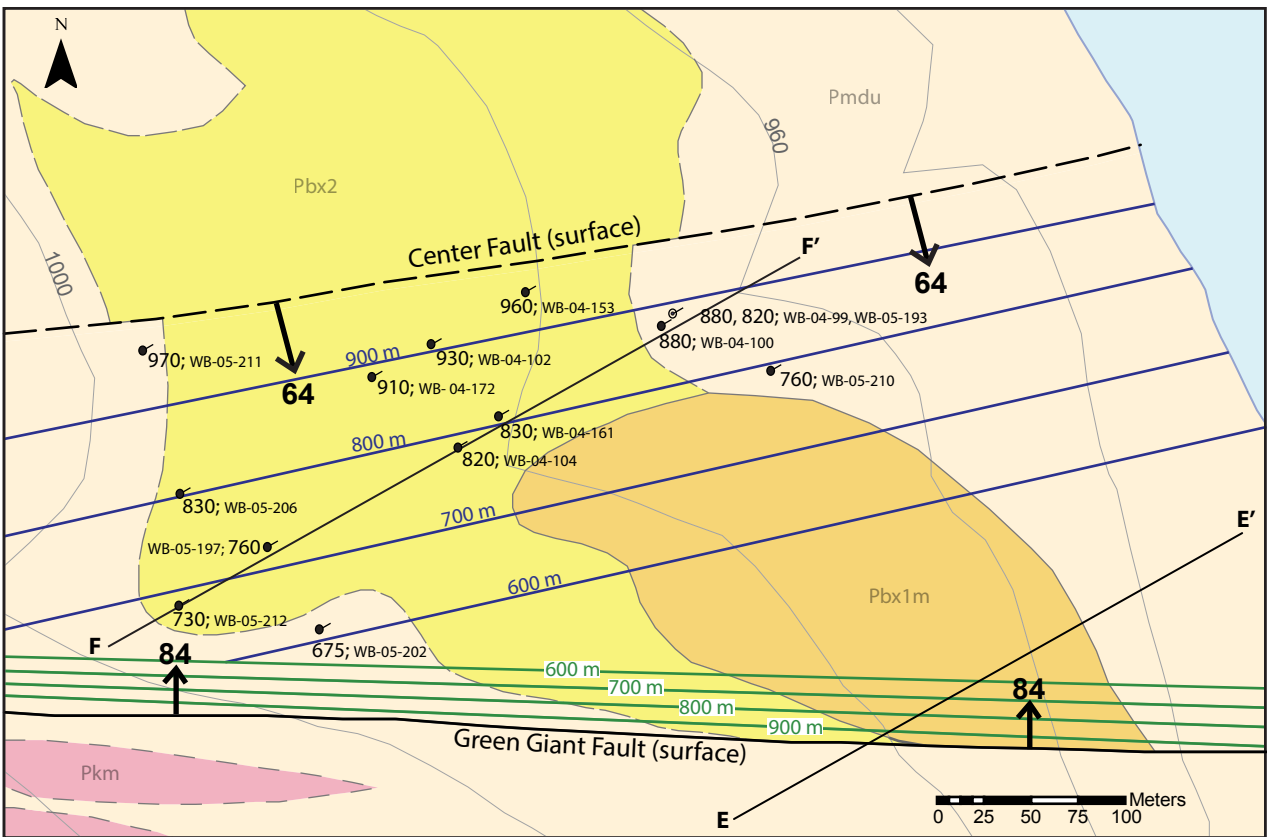 N
Pmdu
960
Pbx2
Center Fault (surface)
F'
1000
64
960; WB-04-153
880, 820; WB-04-99, WB-05-193
880; WB-04-100
900 m
930; WB-04-102
970; WB-05-211
910; WB- 04-172
760; WB-05-210
64
800 m
830; WB-04-161
820; WB-04-104
830; WB-05-206
700 m
E'
WB-05-197; 760
600 m
Pbx1m
730; WB-05-212
F
84
675; WB-05-202
600 m
700 m
84
800 m
900 m
Green Giant Fault (surface)
Pkm
Meters
0 25 50 75 100
E